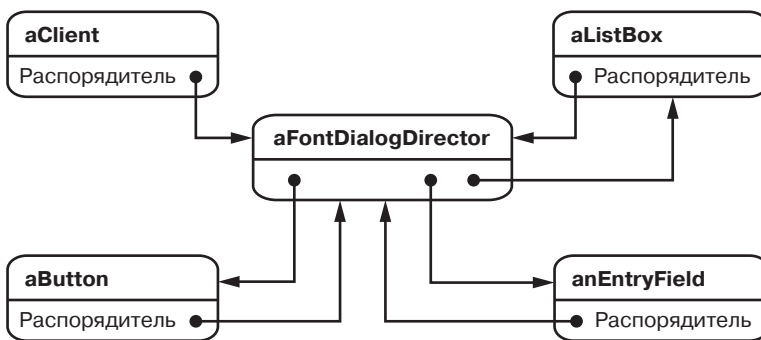 aClient
Распорядитель
aListBox
Распорядитель
aFontDialogDirector
aButton
Распорядитель
anEntryField
Распорядитель